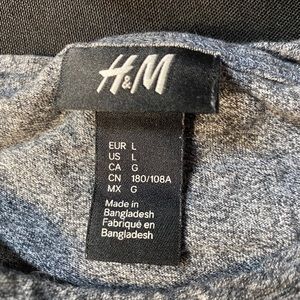 H&M
EUR L
US L
CA G
CN 180/108A
MX G
Made in
Bangladesh
Fabriqué en
Bangladesh